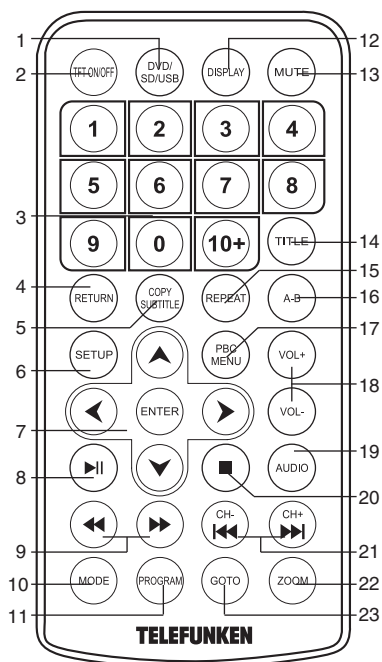 1 DVD/ SD/USB 12
2 TFT ON/OFF DISPLAY MUTE 13
1 2 3 4
5 6 7 8
3
9 0 10+ TITLE 14
4 15
RETURN COPY SUBTITLE REPEAT A-B 16
5 17
SETUP PBC MENU VOL+
6 18
7 ENTER VOL-
19
8 AUDIO
20
CH- CH+
9 21
10 MODE PROGRAM GOTO ZOOM 22
11 23
TELEFUNKEN